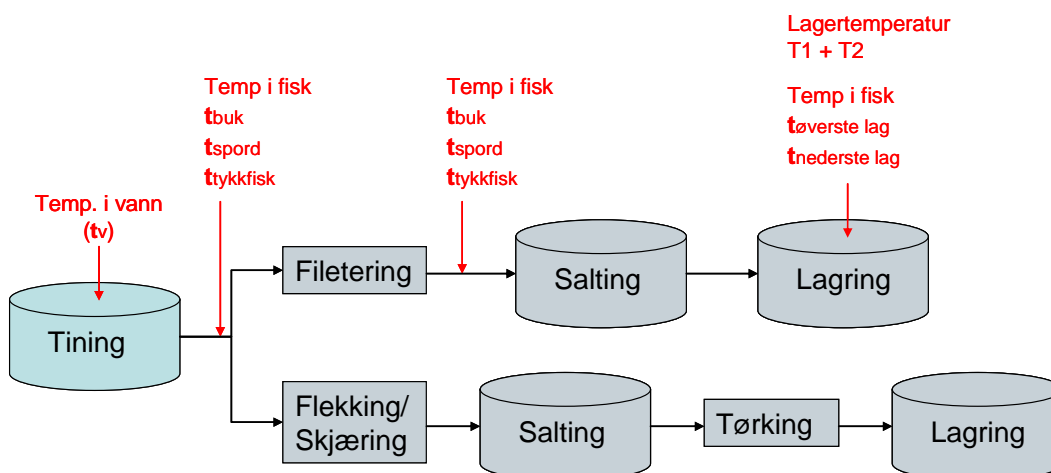 Lagertemperatur
T1 + T2
Temp i fisk
tbuk
tspord
ttykkfisk
Temp i fisk
tbuk
tspord
ttykkfisk
Temp i fisk
tøverste lag
tnederste lag
Temp. i vann
(tv)
Tining
Filetering
Salting
Lagring
Flekking/
Skjæring
Salting
Tørking
Lagring